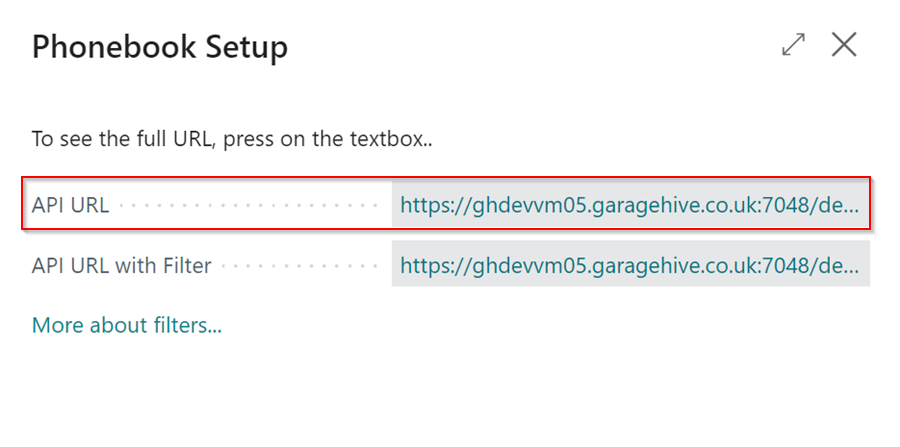 Phonebook Setup
To see the full URL, press on the textbox..
API URL https://ghdevvm05.garagehive.co.uk:7048/de...
API URL with Filter https://ghdevvm05.garagehive.co.uk:7048/de...
More about filters...